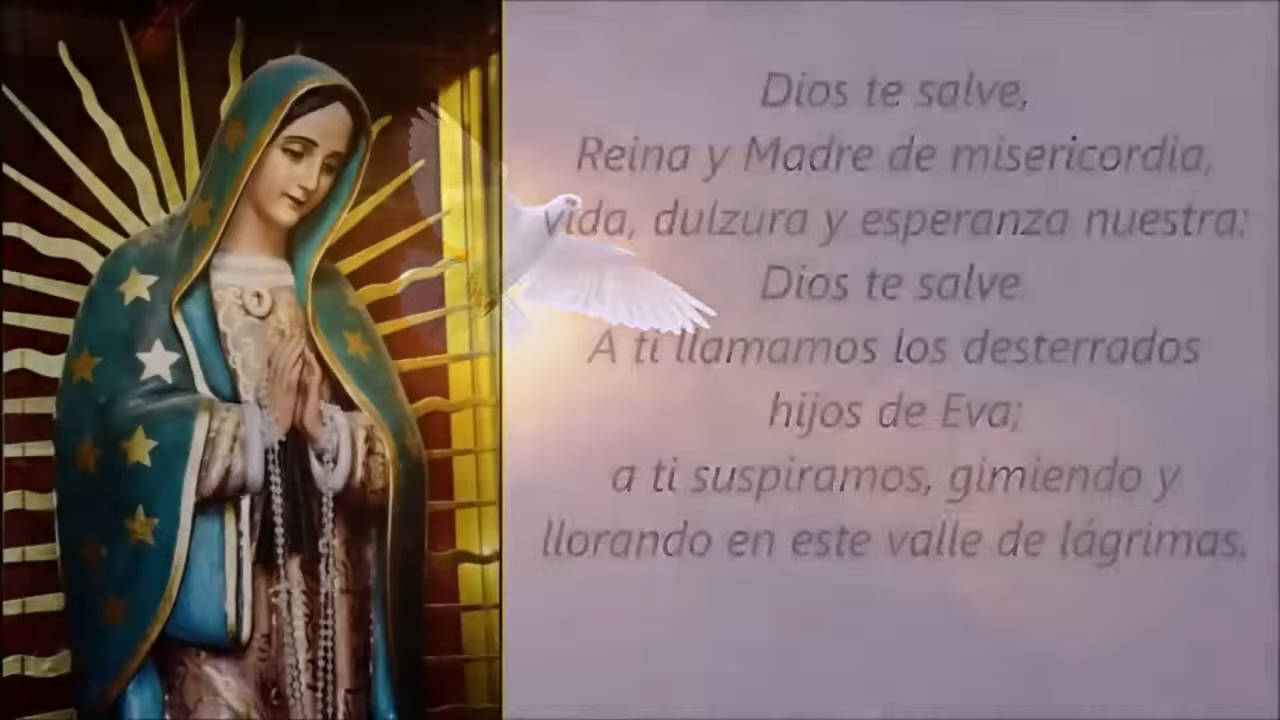 Dios te salve,
Reina y Madre de misericordia,
vida, dulzura y esperanza nuestra;
Dios te salve.
A ti llamamos los desterrados
hijos de Eva;
a ti suspiramos, gimiendo y
llorando en este valle de lágrimas.